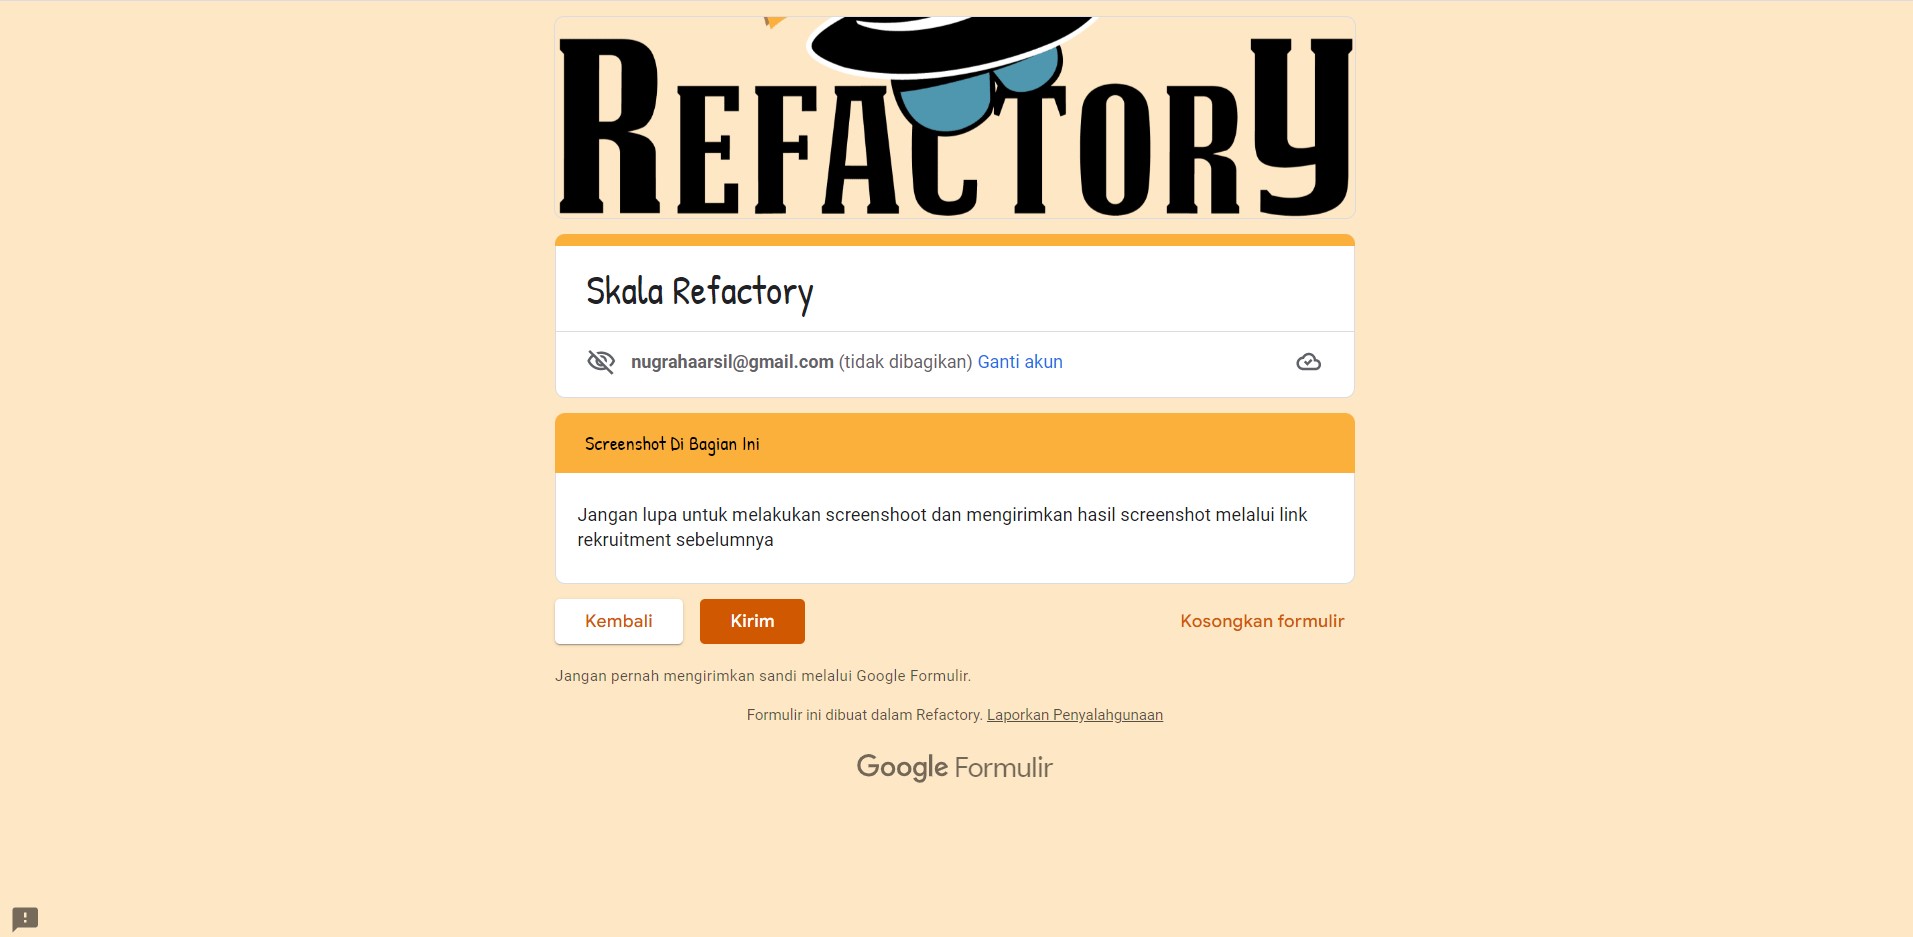 REFACTORY
Skala Refactory
nugrahaarsil@gmail.com (tidak dibagikan) Ganti akun
Screenshot Di Bagian Ini
Jangan lupa untuk melakukan screenshoot dan mengirimkan hasil screenshot melalui link
rekruitment sebelumnya
Kembali Kirim Kosongkan formulir
Jangan pernah mengirimkan sandi melalui Google Formulir.
Formulir ini dibuat dalam Refactory. Laporkan Penyalahgunaan
Google Formulir